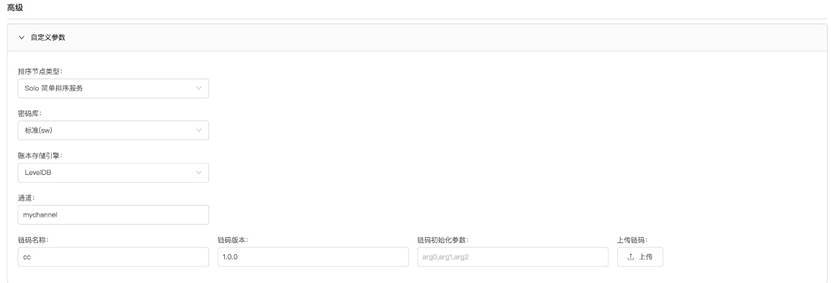 高级
自定义参数
排序节点类型:
Solo 简单排序服务
密码库:
标准(sw)
账本存储引擎:
LevelDB
通道:
mychannel
链码名称: 链码版本: 链码初始化参数: 上传链码:
cc 1.0.0 arg0,arg1,arg2 上传